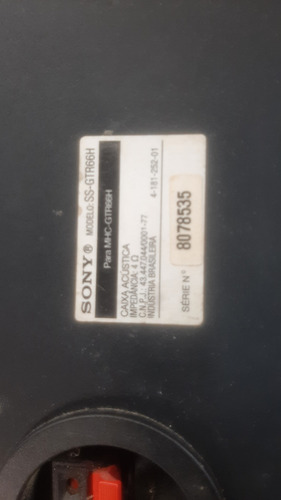 SONY®
MODELO: SS-GTR66H
Para MHC-GTR66H
CAIXA ACÚSTICA
IMPEDÂNCIA: 4 Ω
C.N.P.J.: 43.447.044/0001-77
INDÚSTRIA BRASILEIRA
4-181-252-01
SÉRIE Nº
8078535